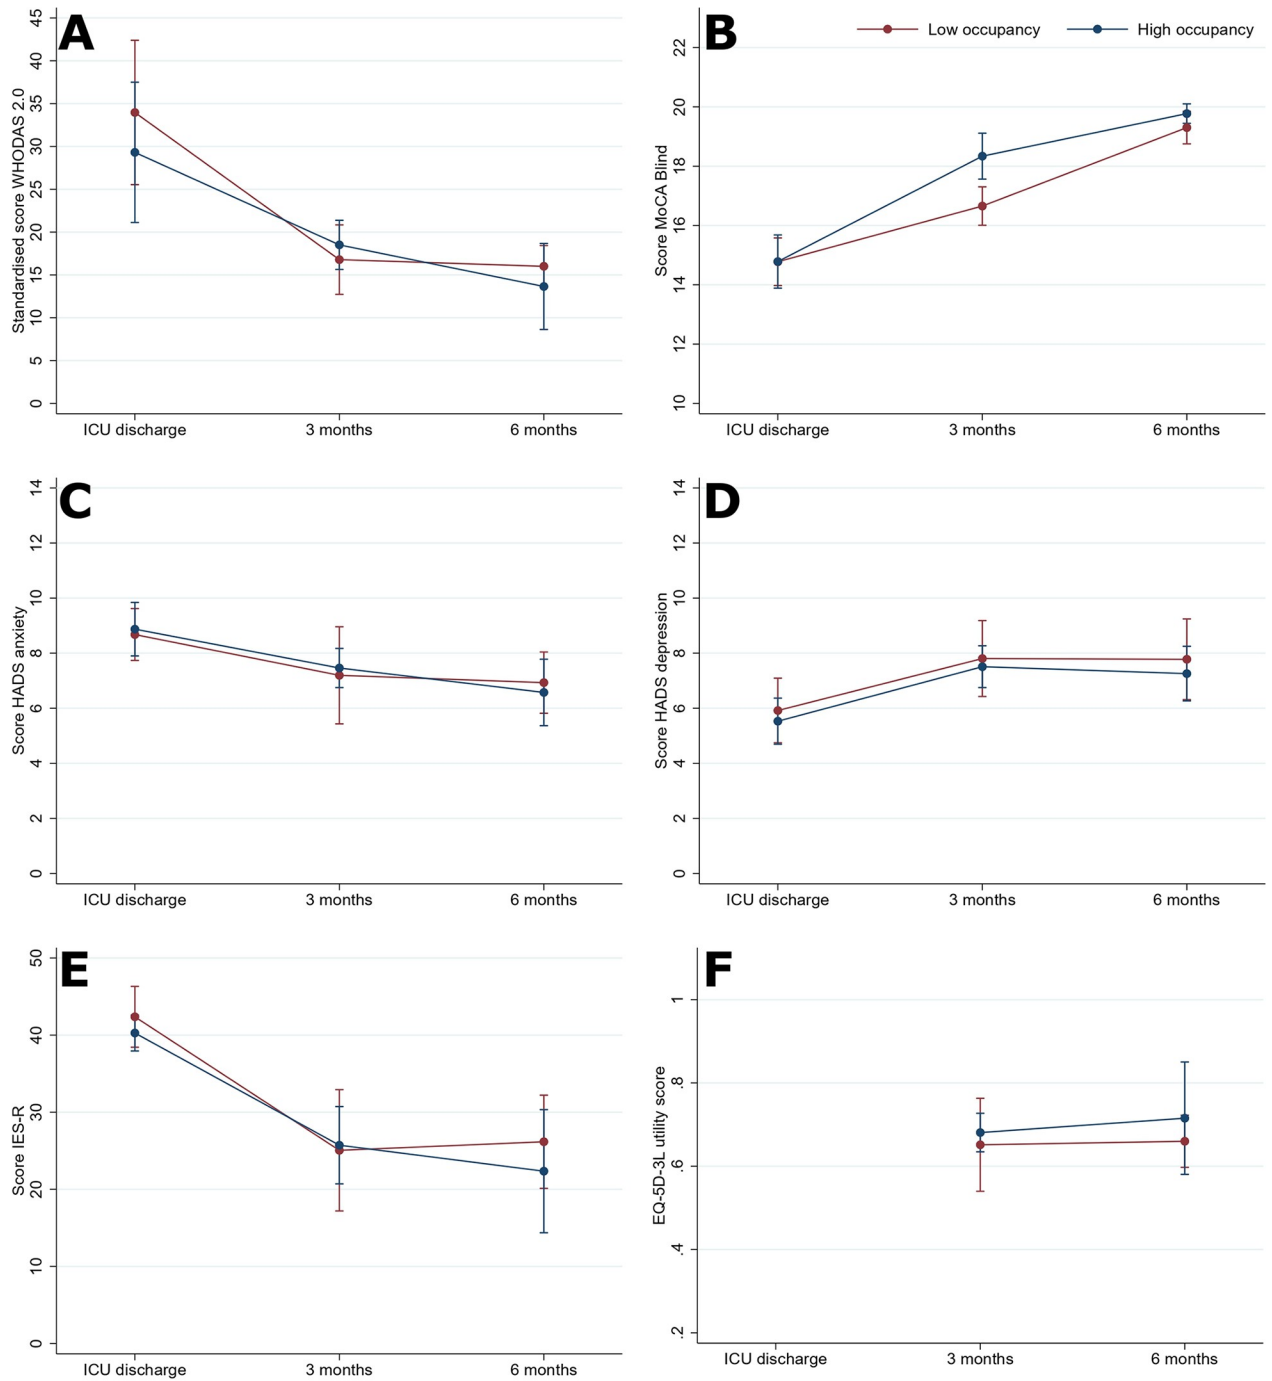 A
Standardised score WHODAS 2.0
45
40
35
30
25
20
15
10
5
0
ICU discharge 3 months 6 months
B
Low occupancy High occupancy
Score MoCA Blind
22
20
18
16
14
12
10
ICU discharge 3 months 6 months
C
Score HADS anxiety
14
12
10
8
6
4
2
0
ICU discharge 3 months 6 months
D
Score HADS depression
14
12
10
8
6
4
2
0
ICU discharge 3 months 6 months
E
Score IES-R
50
40
30
20
10
0
ICU discharge 3 months 6 months
F
EQ-5D-3L utility score
1
.8
.6
.4
.2
ICU discharge 3 months 6 months